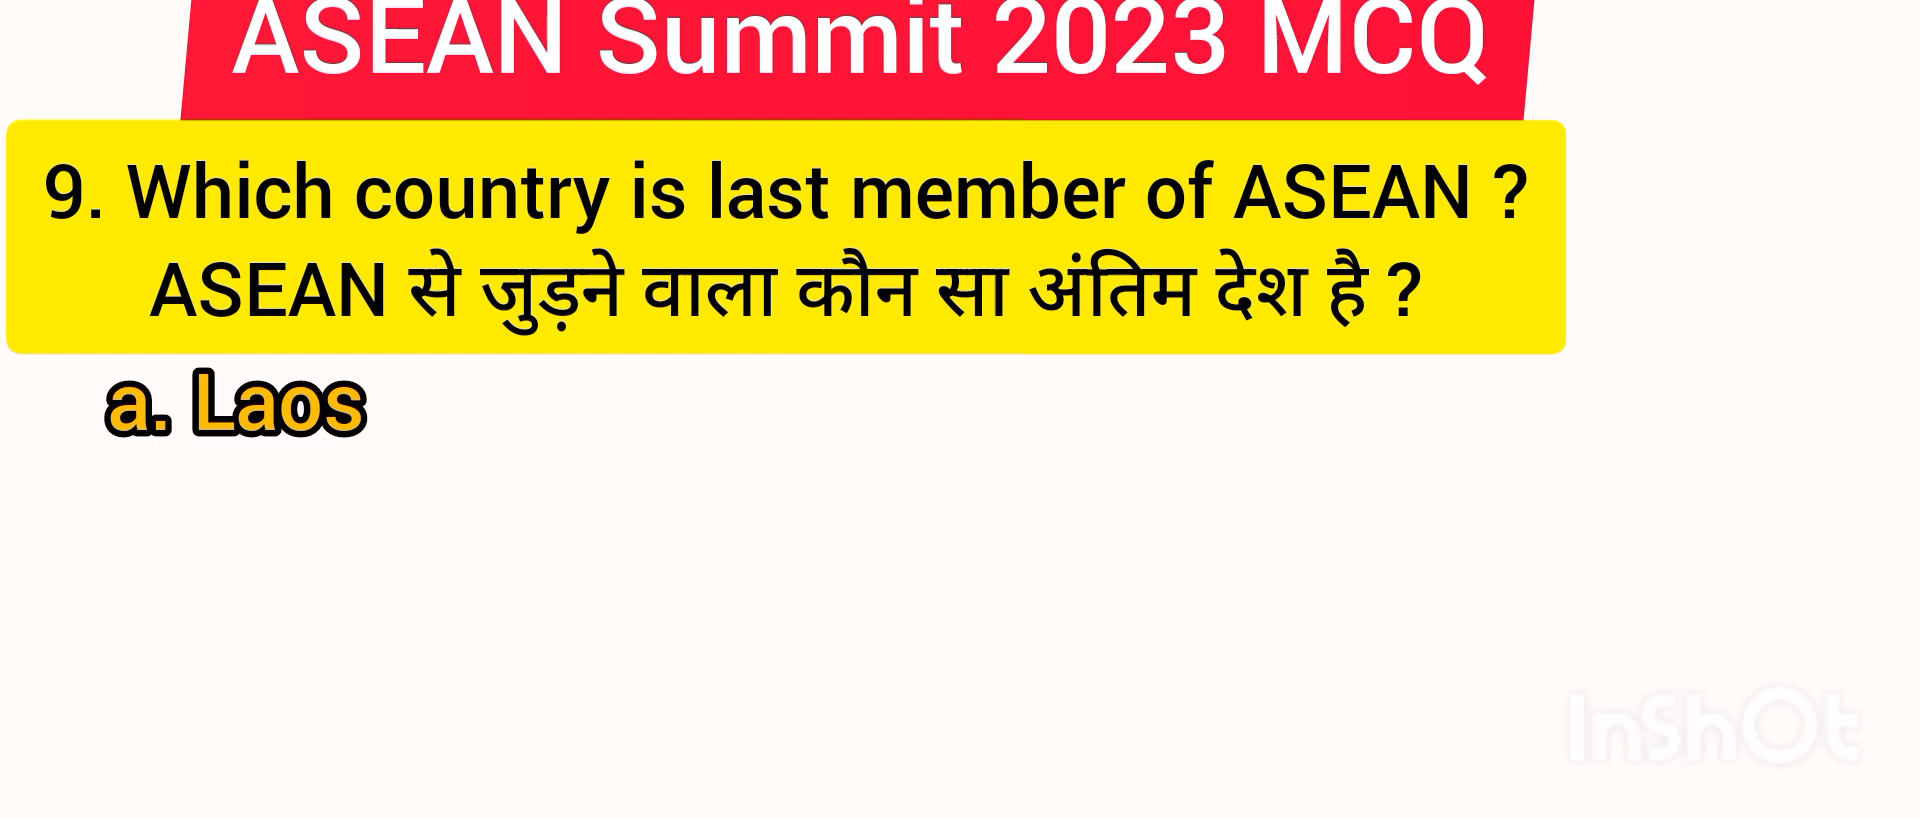 ASEAN Summit 2023 MCQ
9. Which country is last member of ASEAN ?
ASEAN से जुड़ने वाला कौन सा अंतिम देश है ?
a. Laos
InShOt